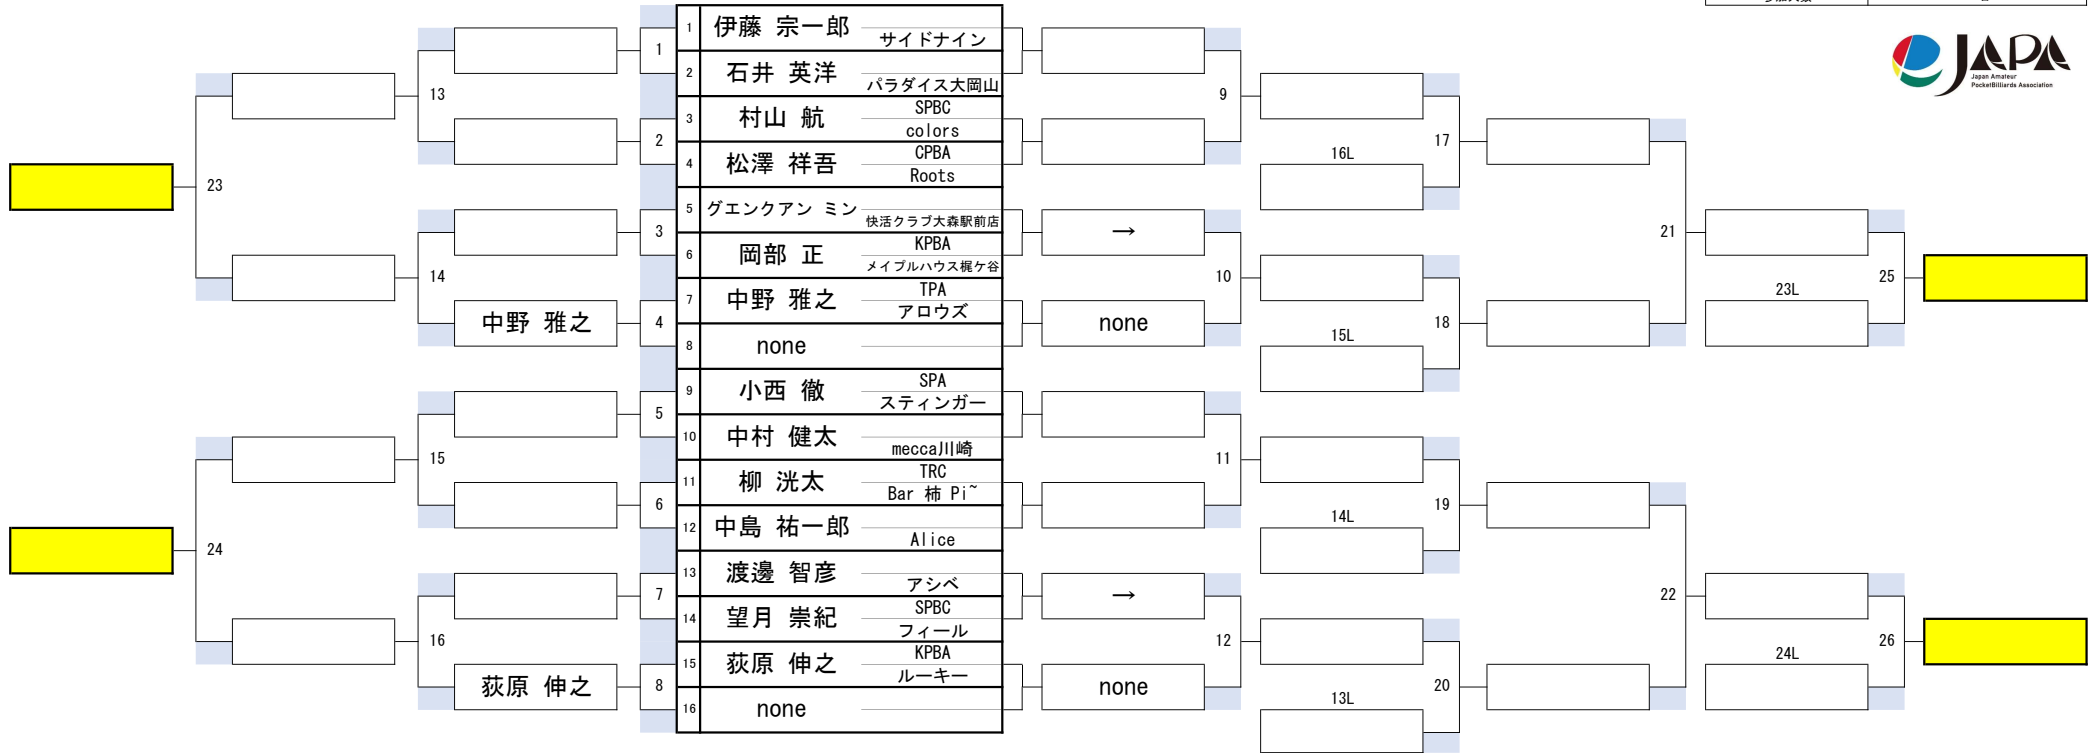 JAPA
Japan Amateur
PocketBilliards Association
1 伊藤 宗一郎 サイドナイン
2 石井 英洋 パラダイス大岡山
3 村山 航 SPBC
colors
4 松澤 祥吾 CPBA
Roots
5 グエンクアン ミン 快活クラブ大森駅前店
6 岡部 正 KPBA
メイプルハウス梶ケ谷
7 中野 雅之 TPA
アロウズ
8 none
9 小西 徹 SPA
スティンガー
10 中村 健太 mecca川崎
11 柳 洸太 TRC
Bar 柿 Pi~
12 中島 祐一郎 Alice
13 渡邊 智彦 アシベ
14 望月 崇紀 SPBC
フィール
15 荻原 伸之 KPBA
ルーキー
16 none
1
2
3
4
5
6
7
8
中野 雅之
荻原 伸之
13
14
15
16
23
24
→
none
→
none
9
10
11
12
16L
15L
14L
13L
17
18
19
20
21
22
23L
24L
25
26